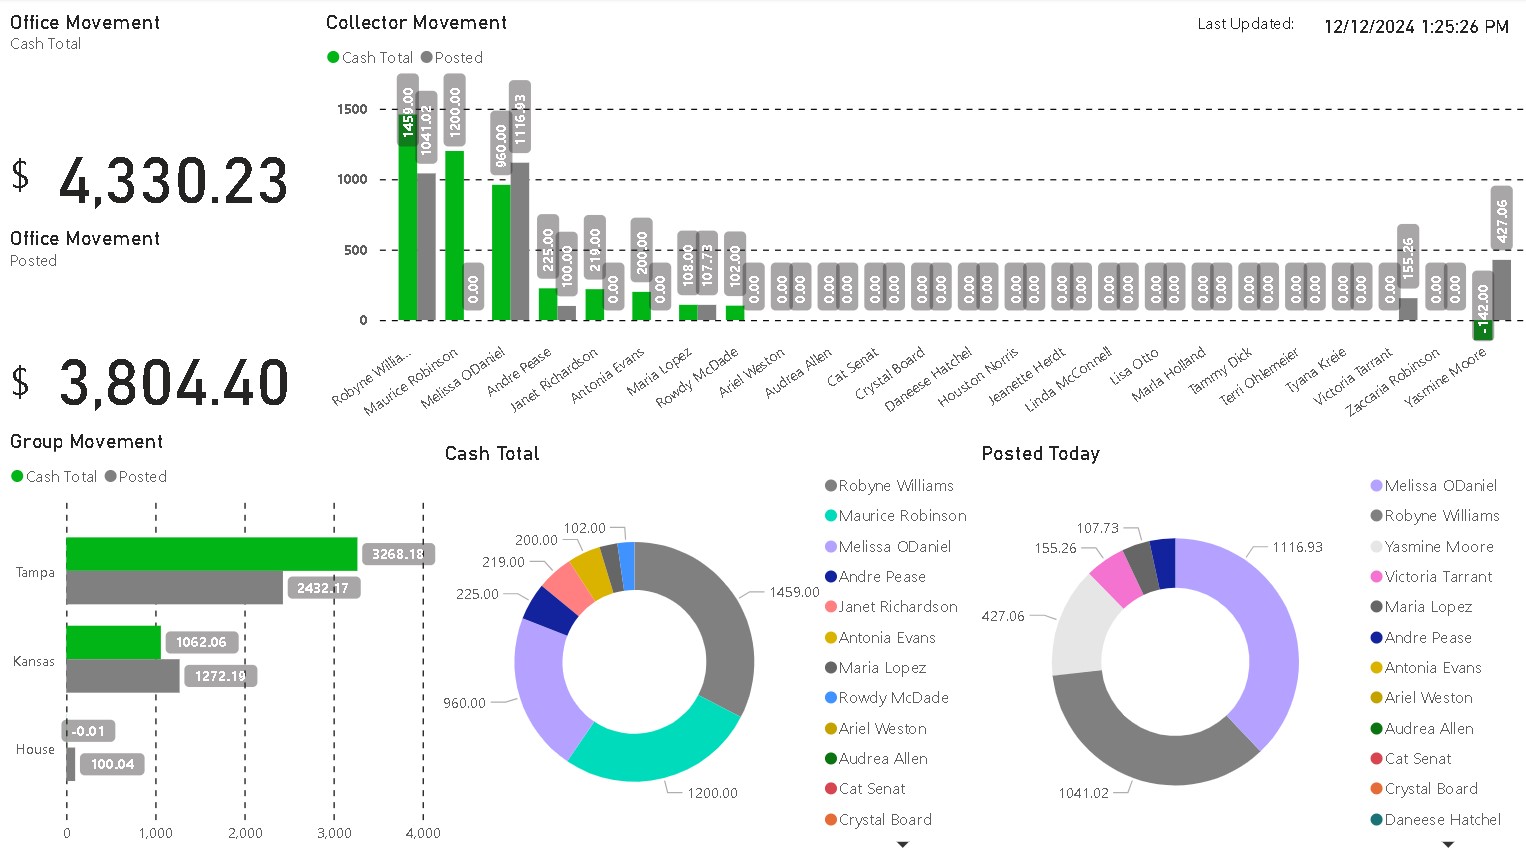 Office Movement
Cash Total
$ 4,330.23
Office Movement
Posted
$ 3,804.40
Collector Movement
Cash Total Posted
Last Updated: 12/12/2024 1:25:26 PM
1500
1000
500
0
1459.00 1041.02 1200.00 0.00 960.00 1116.93 225.00 100.00 219.00 0.00 200.00 0.00 108.00 107.73 102.00 0.00 0.00 0.00 0.00 0.00 0.00 0.00 0.00 0.00 0.00 0.00 0.00 0.00 0.00 0.00 0.00 0.00 0.00 0.00 0.00 0.00 0.00 0.00 0.00 0.00 0.00 0.00 0.00 155.26 0.00 0.00 -142.00 427.06
Robyne Willia...
Maurice Robinson
Melissa ODaniel
Andre Pease
Janet Richardson
Antonia Evans
Maria Lopez
Rowdy McDade
Ariel Weston
Audrea Allen
Cat Senat
Crystal Board
Daneese Hatchel
Houston Norris
Jeanette Herdt
Linda McConnell
Lisa Otto
Marla Holland
Tammy Dick
Terri Ohlemeier
Tyana Kreie
Victoria Tarrant
Zaccaria Robinson
Yasmine Moore
Group Movement
Cash Total Posted
Tampa
3268.18
2432.17
Kansas
1062.06
1272.19
House
-0.01
100.04
0 1,000 2,000 3,000 4,000
Cash Total
102.00
200.00
219.00
225.00
960.00
1459.00
1200.00
Robyne Williams
Maurice Robinson
Melissa ODaniel
Andre Pease
Janet Richardson
Antonia Evans
Maria Lopez
Rowdy McDade
Ariel Weston
Audrea Allen
Cat Senat
Crystal Board
Posted Today
107.73
155.26
427.06
1116.93
1041.02
Melissa ODaniel
Robyne Williams
Yasmine Moore
Victoria Tarrant
Maria Lopez
Andre Pease
Antonia Evans
Ariel Weston
Audrea Allen
Cat Senat
Crystal Board
Daneese Hatchel